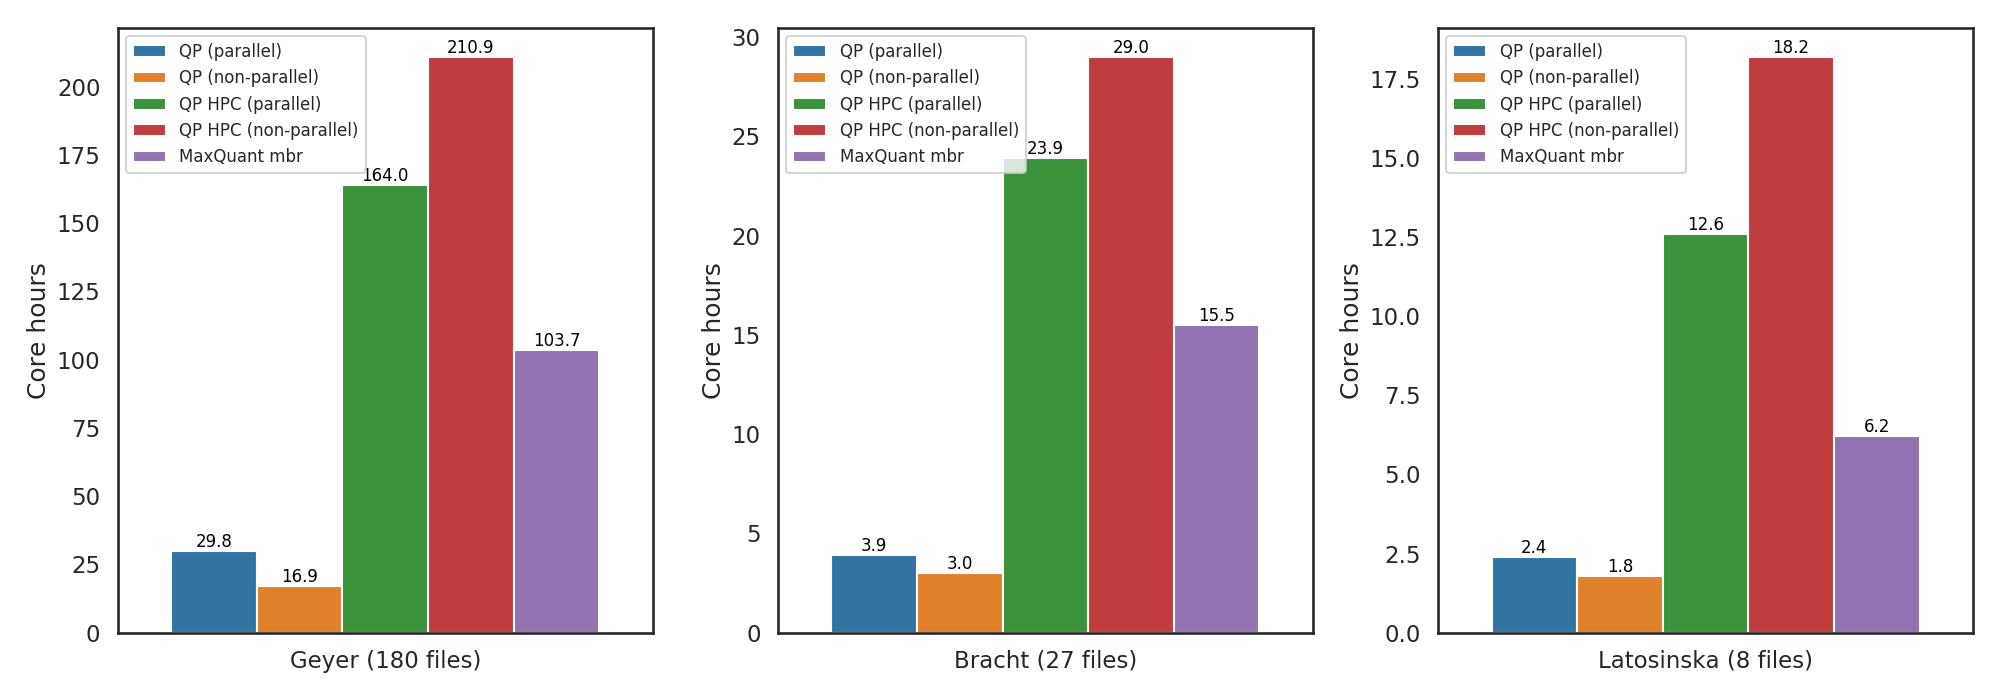 Core hours
200
175
150
125
100
75
50
25
0
QP (parallel)
QP (non-parallel)
QP HPC (parallel)
QP HPC (non-parallel)
MaxQuant mbr
29.8
16.9
164.0
210.9
103.7
Geyer (180 files)
Core hours
30
25
20
15
10
5
0
QP (parallel)
QP (non-parallel)
QP HPC (parallel)
QP HPC (non-parallel)
MaxQuant mbr
3.9
3.0
23.9
29.0
15.5
Bracht (27 files)
Core hours
17.5
15.0
12.5
10.0
7.5
5.0
2.5
0.0
QP (parallel)
QP (non-parallel)
QP HPC (parallel)
QP HPC (non-parallel)
MaxQuant mbr
2.4
1.8
12.6
18.2
6.2
Latosinska (8 files)